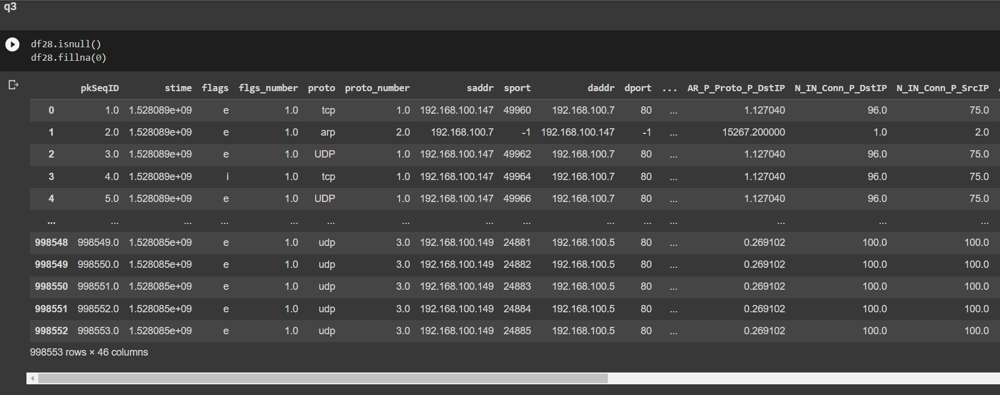 q3
df28.isnull()
df28.fillna(0)
pkSeqID stime flags flgs_number proto proto_number saddr sport daddr dport ... AR_P_Proto_P_DstIP N_IN_Conn_P_DstIP N_IN_Conn_P_SrcIP
0 1.0 1.528089e+09 e 1.0 tcp 1.0 192.168.100.147 49960 192.168.100.7 80 ... 1.127040 96.0 75.0
1 2.0 1.528089e+09 e 1.0 arp 2.0 192.168.100.7 -1 192.168.100.147 -1 ... 15267.200000 1.0 2.0
2 3.0 1.528089e+09 e 1.0 UDP 1.0 192.168.100.147 49962 192.168.100.7 80 ... 1.127040 96.0 75.0
3 4.0 1.528089e+09 i 1.0 tcp 1.0 192.168.100.147 49964 192.168.100.7 80 ... 1.127040 96.0 75.0
4 5.0 1.528089e+09 e 1.0 UDP 1.0 192.168.100.147 49966 192.168.100.7 80 ... 1.127040 96.0 75.0
... ... ... ... ... ... ... ... ... ... ... ... ... ... ...
998548 998549.0 1.528085e+09 e 1.0 udp 3.0 192.168.100.149 24881 192.168.100.5 80 ... 0.269102 100.0 100.0
998549 998550.0 1.528085e+09 e 1.0 udp 3.0 192.168.100.149 24882 192.168.100.5 80 ... 0.269102 100.0 100.0
998550 998551.0 1.528085e+09 e 1.0 udp 3.0 192.168.100.149 24883 192.168.100.5 80 ... 0.269102 100.0 100.0
998551 998552.0 1.528085e+09 e 1.0 udp 3.0 192.168.100.149 24884 192.168.100.5 80 ... 0.269102 100.0 100.0
998552 998553.0 1.528085e+09 e 1.0 udp 3.0 192.168.100.149 24885 192.168.100.5 80 ... 0.269102 100.0 100.0
998553 rows × 46 columns